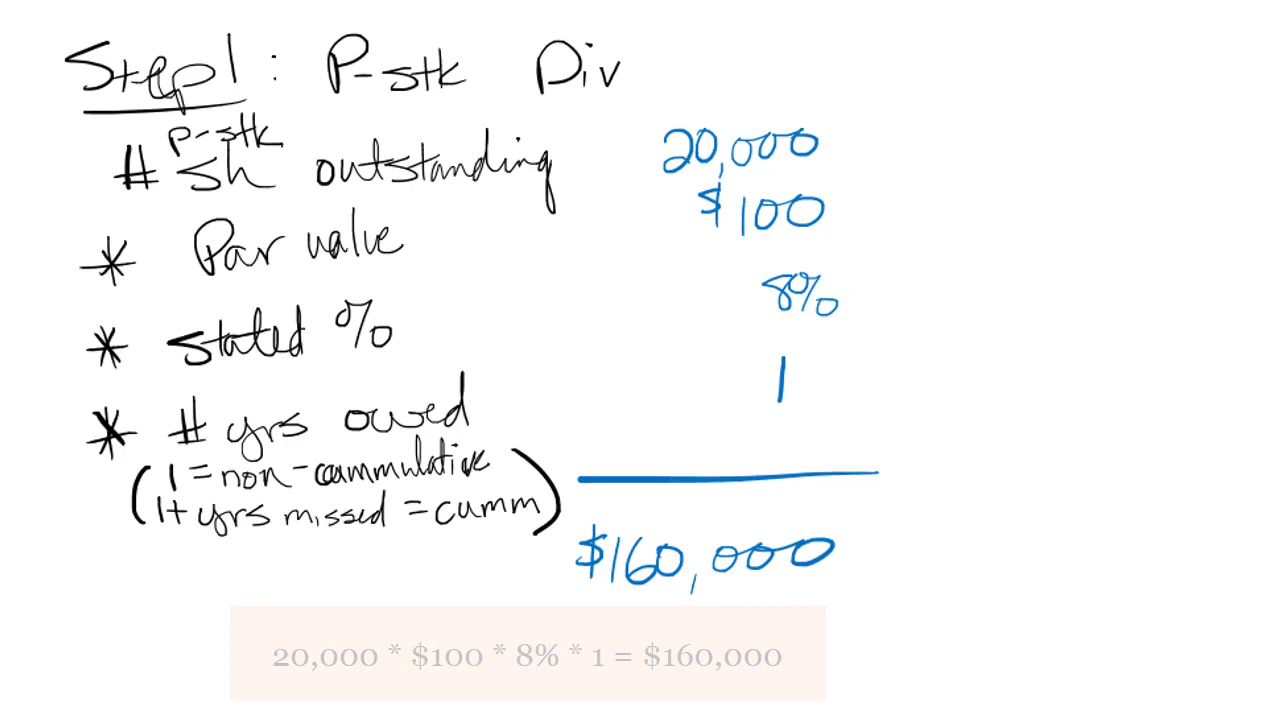 Step 1: P-stk Div
p-stk
# sh outstanding 20,000
* Par value $100
* stated % 8%
* # yrs owed 1
(1 = non-cummulative
1+ yrs missed = cumm)
$160,000
20,000 * $100 * 8% * 1 = $160,000